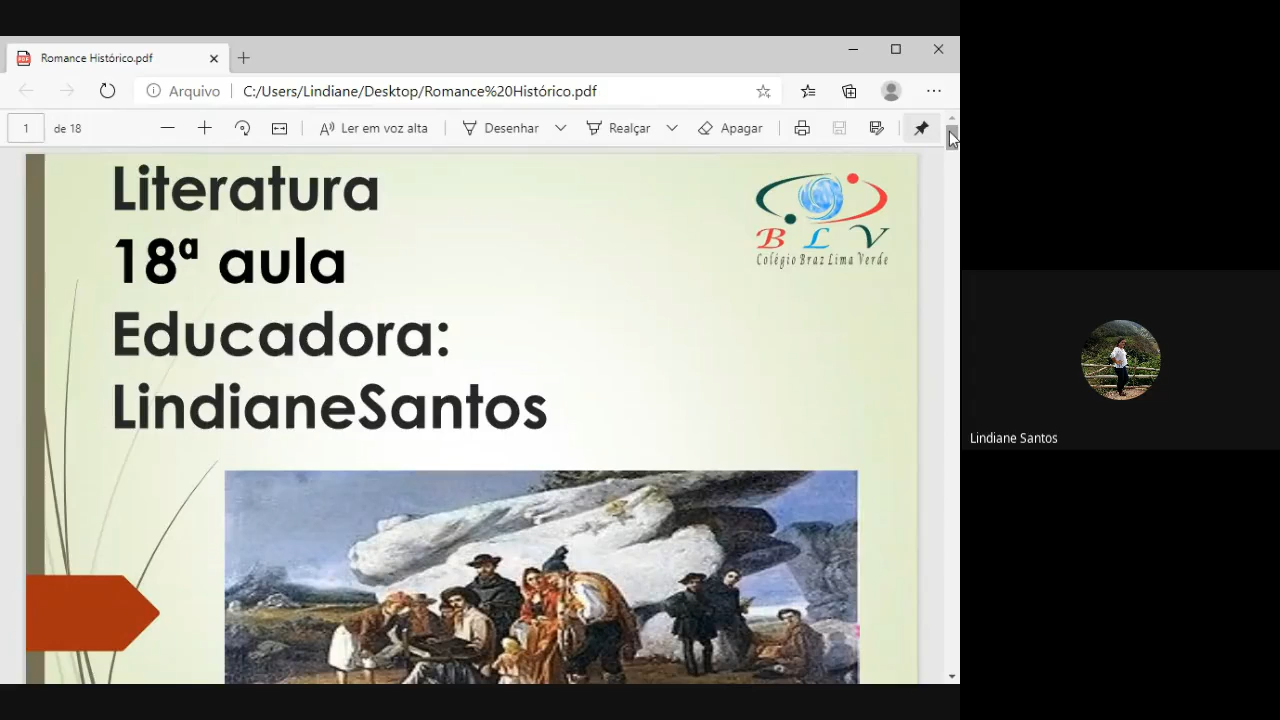 Romance Histórico.pdf
Arquivo
C:/Users/Lindiane/Desktop/Romance%20Histórico.pdf
1 de 18
Ler em voz alta
Desenhar
Realçar
Apagar
Literatura
18ª aula
Educadora:
LindianeSantos
B L V
Colégio Braz Lima Verde
Lindiane Santos